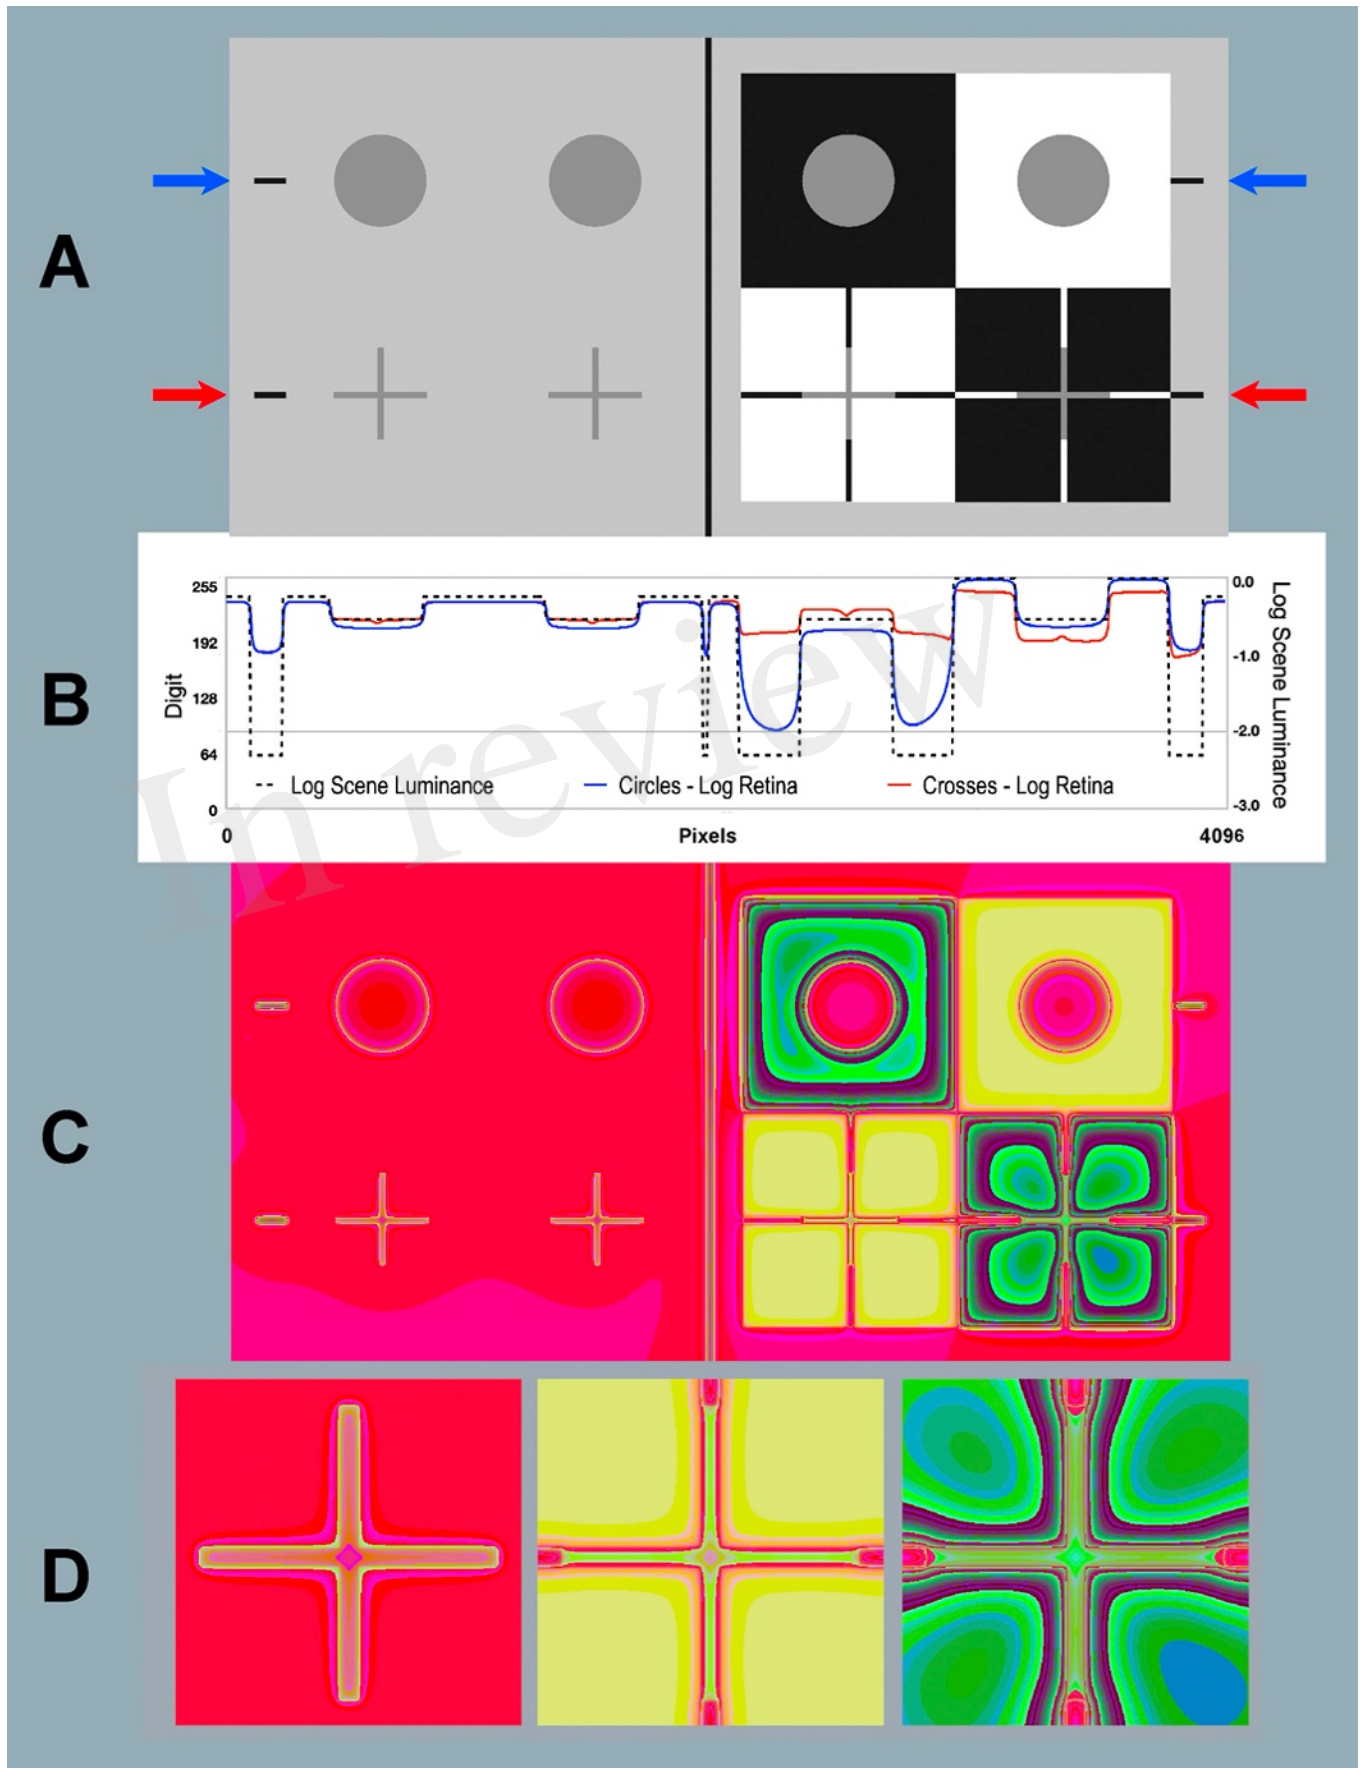 A
B
255
192
128
64
0
Digit
0.0
-1.0
-2.0
-3.0
Log Scene Luminance
Log Scene Luminance
Circles - Log Retina
Crosses - Log Retina
0
Pixels
4096
In review
C
D